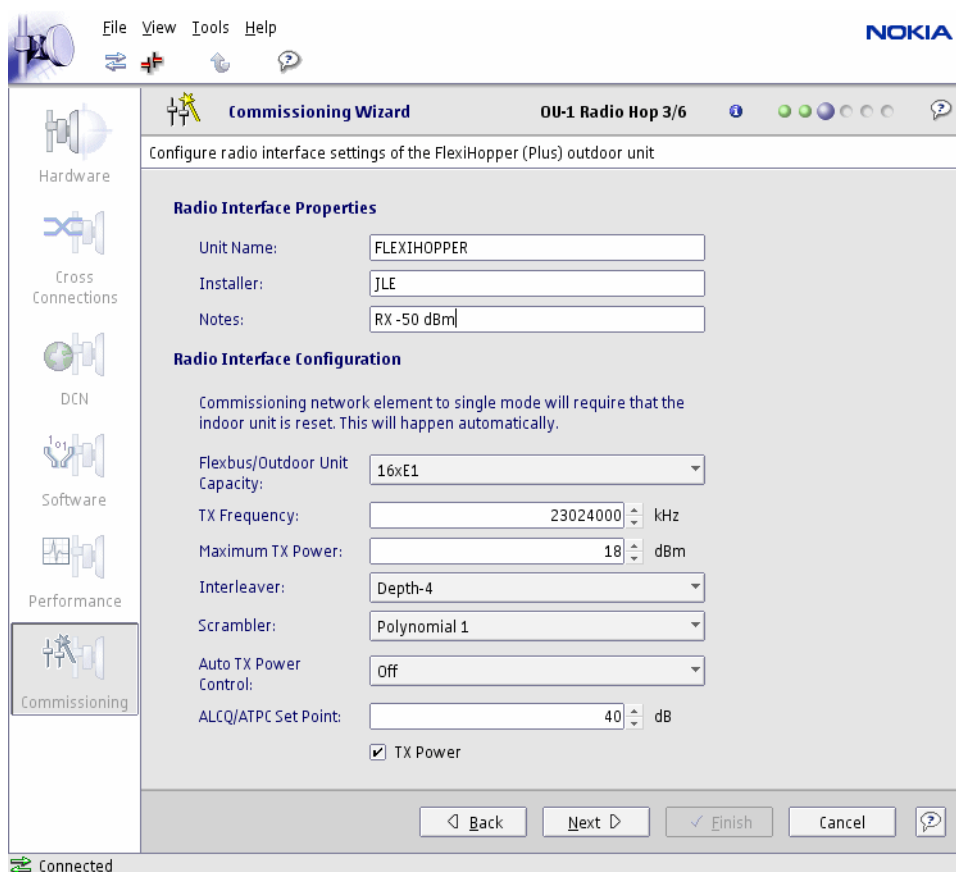 File View Tools Help
NOKIA
Commissioning Wizard OU-1 Radio Hop 3/6
Configure radio interface settings of the FlexiHopper (Plus) outdoor unit
Hardware
Cross
Connections
DCN
Software
Performance
Commissioning
Radio Interface Properties
Unit Name: FLEXIHOPPER
Installer: JLE
Notes: RX -50 dBm
Radio Interface Configuration
Commissioning network element to single mode will require that the
indoor unit is reset. This will happen automatically.
Flexbus/Outdoor Unit
Capacity: 16xE1
TX Frequency: 23024000 kHz
Maximum TX Power: 18 dBm
Interleaver: Depth-4
Scrambler: Polynomial 1
Auto TX Power
Control: Off
ALCQ/ATPC Set Point: 40 dB
TX Power
Back Next Finish Cancel
Connected